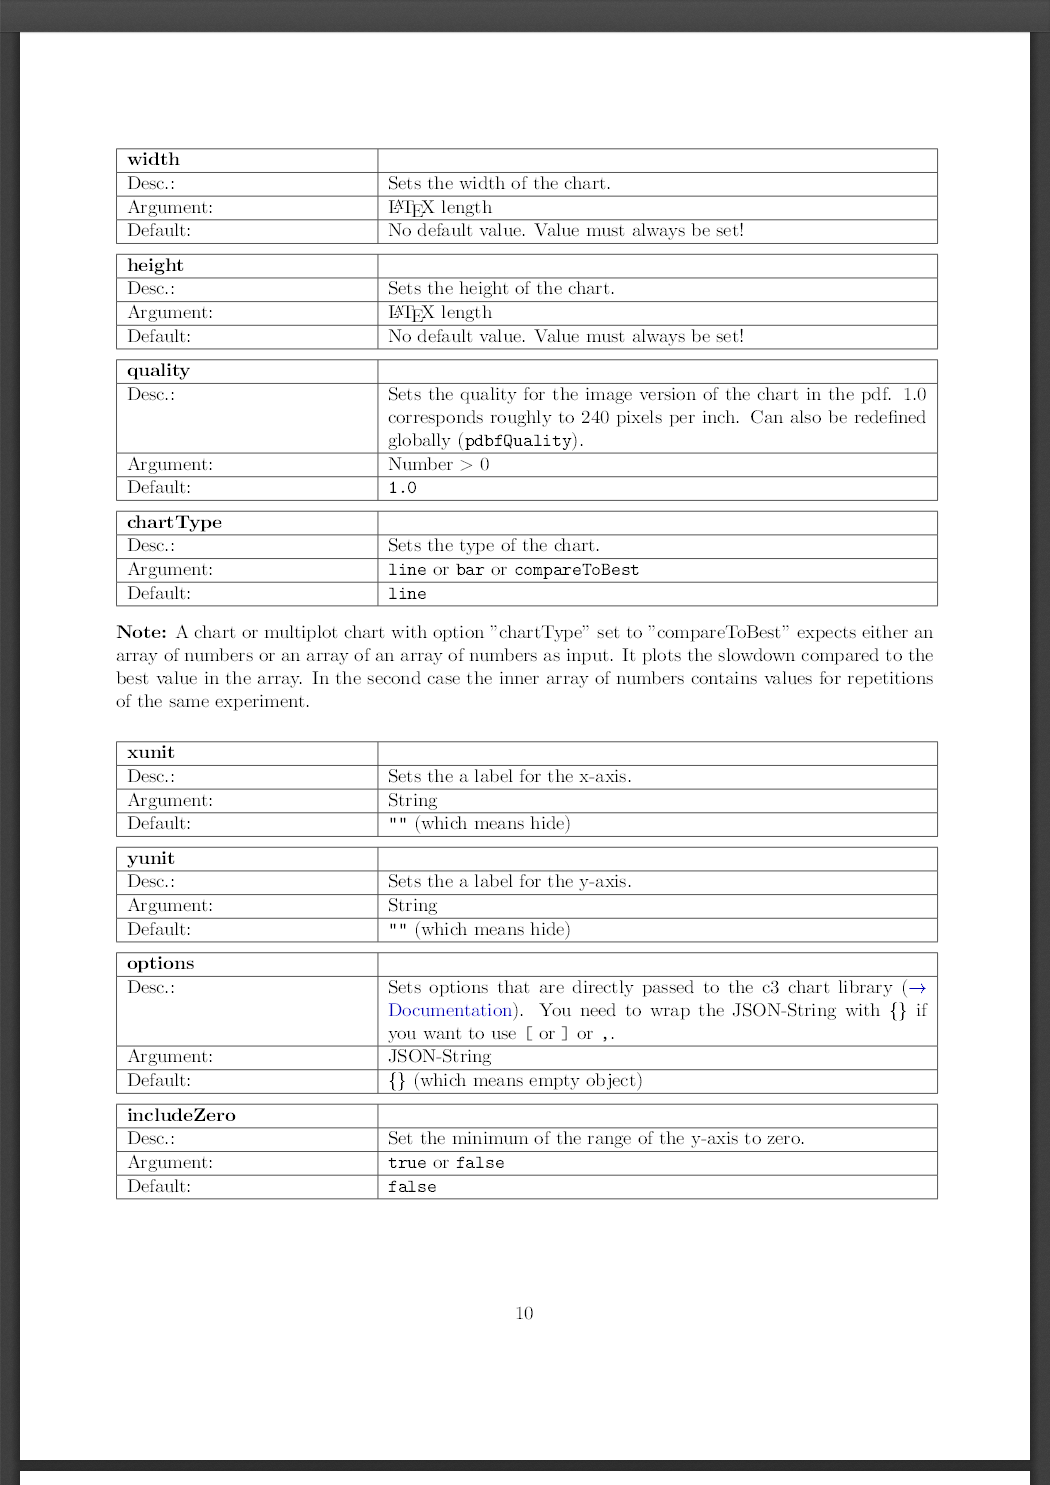 width
Desc.: Sets the width of the chart.
Argument: LATEX length
Default: No default value. Value must always be set!
height
Desc.: Sets the height of the chart.
Argument: LATEX length
Default: No default value. Value must always be set!
quality
Desc.: Sets the quality for the image version of the chart in the pdf. 1.0
corresponds roughly to 240 pixels per inch. Can also be redefined
globally (pdbfQuality).
Argument: Number > 0
Default: 1.0
chartType
Desc.: Sets the type of the chart.
Argument: line or bar or compareToBest
Default: line
Note: A chart or multiplot chart with option ”chartType” set to ”compareToBest” expects either an
array of numbers or an array of an array of numbers as input. It plots the slowdown compared to the
best value in the array. In the second case the inner array of numbers contains values for repetitions
of the same experiment.
xunit
Desc.: Sets the a label for the x-axis.
Argument: String
Default: "" (which means hide)
yunit
Desc.: Sets the a label for the y-axis.
Argument: String
Default: "" (which means hide)
options
Desc.: Sets options that are directly passed to the c3 chart library (→
Documentation). You need to wrap the JSON-String with {} if
you want to use [ or ] or ,.
Argument: JSON-String
Default: {} (which means empty object)
includeZero
Desc.: Set the minimum of the range of the y-axis to zero.
Argument: true or false
Default: false
10